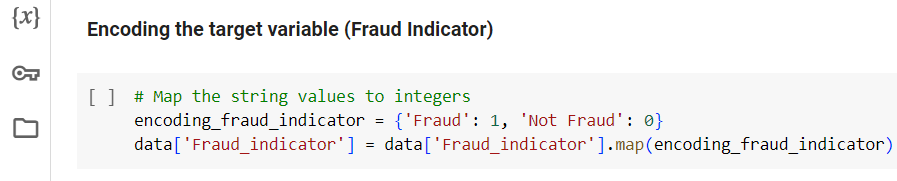 {x}
Encoding the target variable (Fraud Indicator)
[ ] # Map the string values to integers
encoding_fraud_indicator = {'Fraud': 1, 'Not Fraud': 0}
data['Fraud_indicator'] = data['Fraud_indicator'].map(encoding_fraud_indicator)